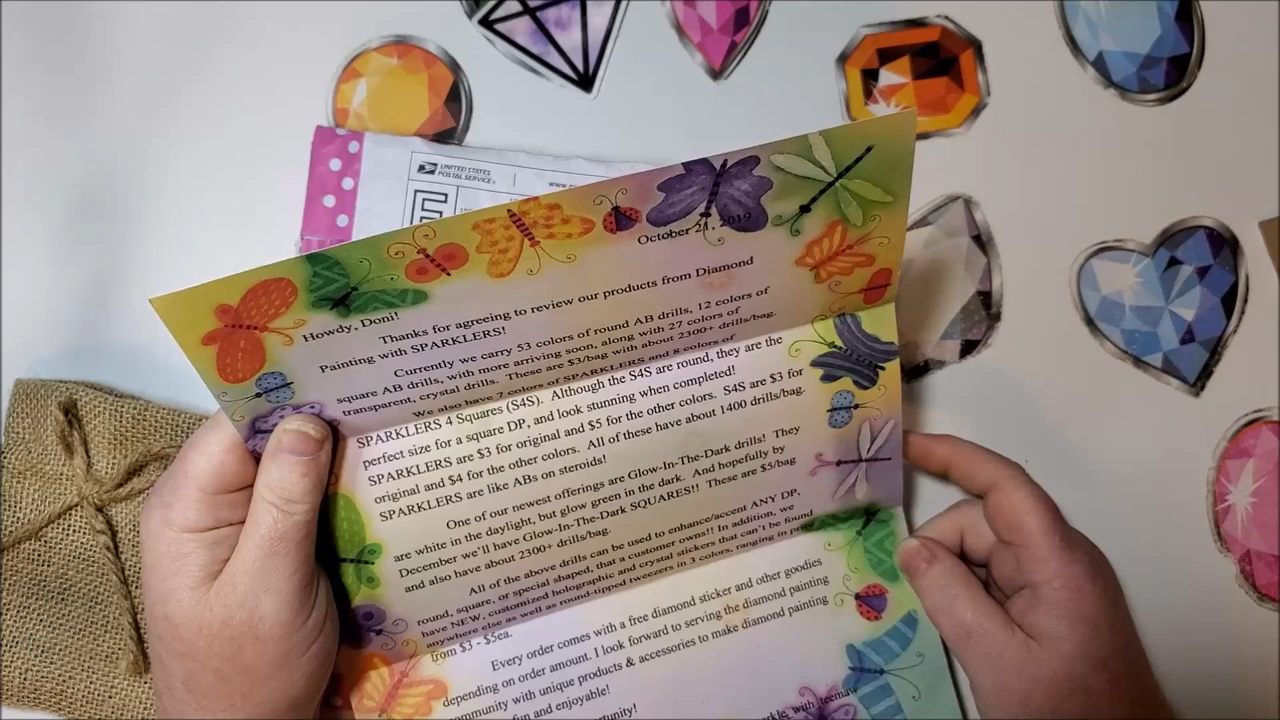 UNITED STATES
POSTAL SERVICE
www.
E
October 21, 2019
Howdy, Doni!
Thanks for agreeing to review our products from Diamond
Painting with SPARKLERS!
Currently we carry 53 colors of round AB drills, 12 colors of
square AB drills, with more arriving soon, along with 27 colors of
transparent, crystal drills. These are $3/bag with about 2300+ drills/bag.
We also have 7 colors of SPARKLERS and 8 colors of
SPARKLERS 4 Squares (S4S). Although the S4S are round, they are the
perfect size for a square DP, and look stunning when completed!
SPARKLERS are $3 for original and $5 for the other colors. S4S are $3 for
original and $4 for the other colors. All of these have about 1400 drills/bag.
SPARKLERS are like ABs on steroids!
One of our newest offerings are Glow-In-The-Dark drills! They
are white in the daylight, but glow green in the dark. And hopefully by
December we'll have Glow-In-The-Dark SQUARES!! These are $5/bag
and also have about 2300+ drills/bag.
All of the above drills can be used to enhance/accent ANY DP,
round, square, or special shaped, that a customer owns!! In addition, we
have NEW, customized holographic and crystal stickers that can't be found
anywhere else as well as round-tipped tweezers in 3 colors, ranging in price
from $3 - $5ea.
Every order comes with a free diamond sticker and other goodies
depending on order amount. I look forward to serving the diamond painting
community with unique products & accessories to make diamond painting
fun and enjoyable!
with teemaw